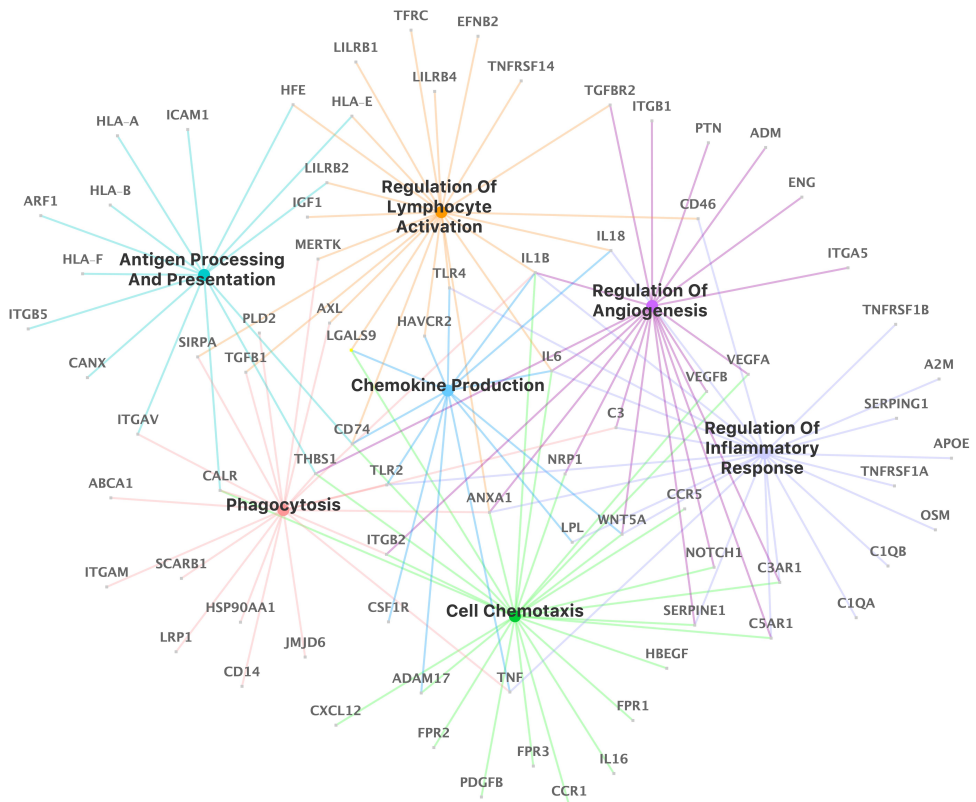 TFRC
EFNB2
LILRB1
TNFRSF14
LILRB4
HFE
HLA-E
TGFBR2
ITGB1
HLA-A
ICAM1
PTN
ADM
LILRB2
ENG
HLA-B
ARF1
Regulation Of
Lymphocyte
Activation
IGF1
CD46
MERTK
IL18
HLA-F
Antigen Processing
And Presentation
TLR4
IL1B
ITGA5
Regulation Of
Angiogenesis
ITGB5
PLD2
AXL
HAVCR2
TNFRSF1B
SIRPA
LGALS9
TGFB1
IL6
VEGFA
CANX
VEGFB
A2M
Chemokine Production
ITGAV
CD74
C3
SERPING1
Regulation Of
Inflammatory
Response
APOE
THBS1
TLR2
NRP1
TNFRSF1A
CALR
ABCA1
ANXA1
CCR5
Phagocytosis
LPL
WNT5A
OSM
ITGB2
NOTCH1
C1QB
ITGAM
SCARB1
C3AR1
HSP90AA1
CSF1R
Cell Chemotaxis
SERPINE1
C1QA
C5AR1
LRP1
JMJD6
HBEGF
CD14
ADAM17
TNF
CXCL12
FPR1
FPR2
FPR3
IL16
PDGFB
CCR1